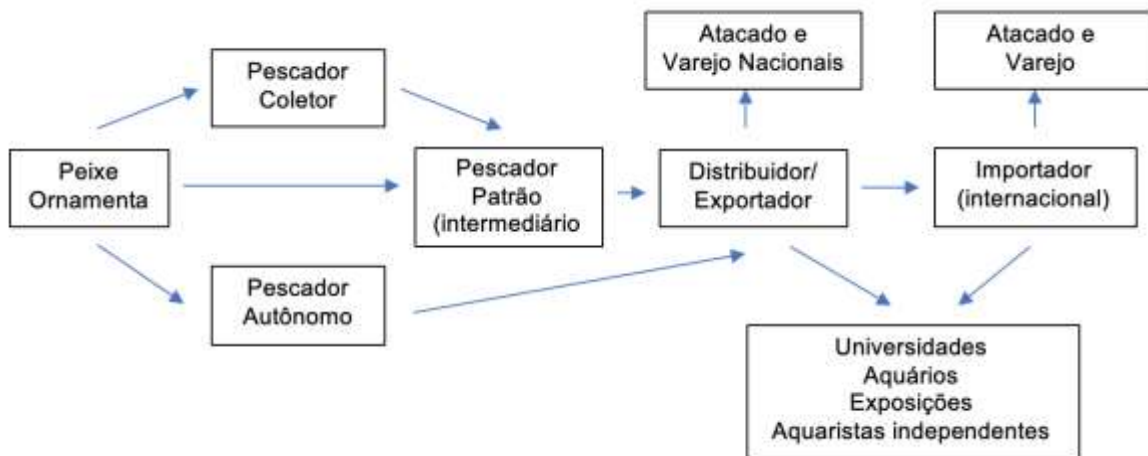 Atacado e
Varejo Nacionais
Atacado e
Varejo
Pescador
Coletor
Peixe
Ornamenta
Pescador
Patrão
(intermediário
Distribuidor/
Exportador
Importador
(internacional)
Pescador
Autônomo
Universidades
Aquários
Exposições
Aquaristas independentes